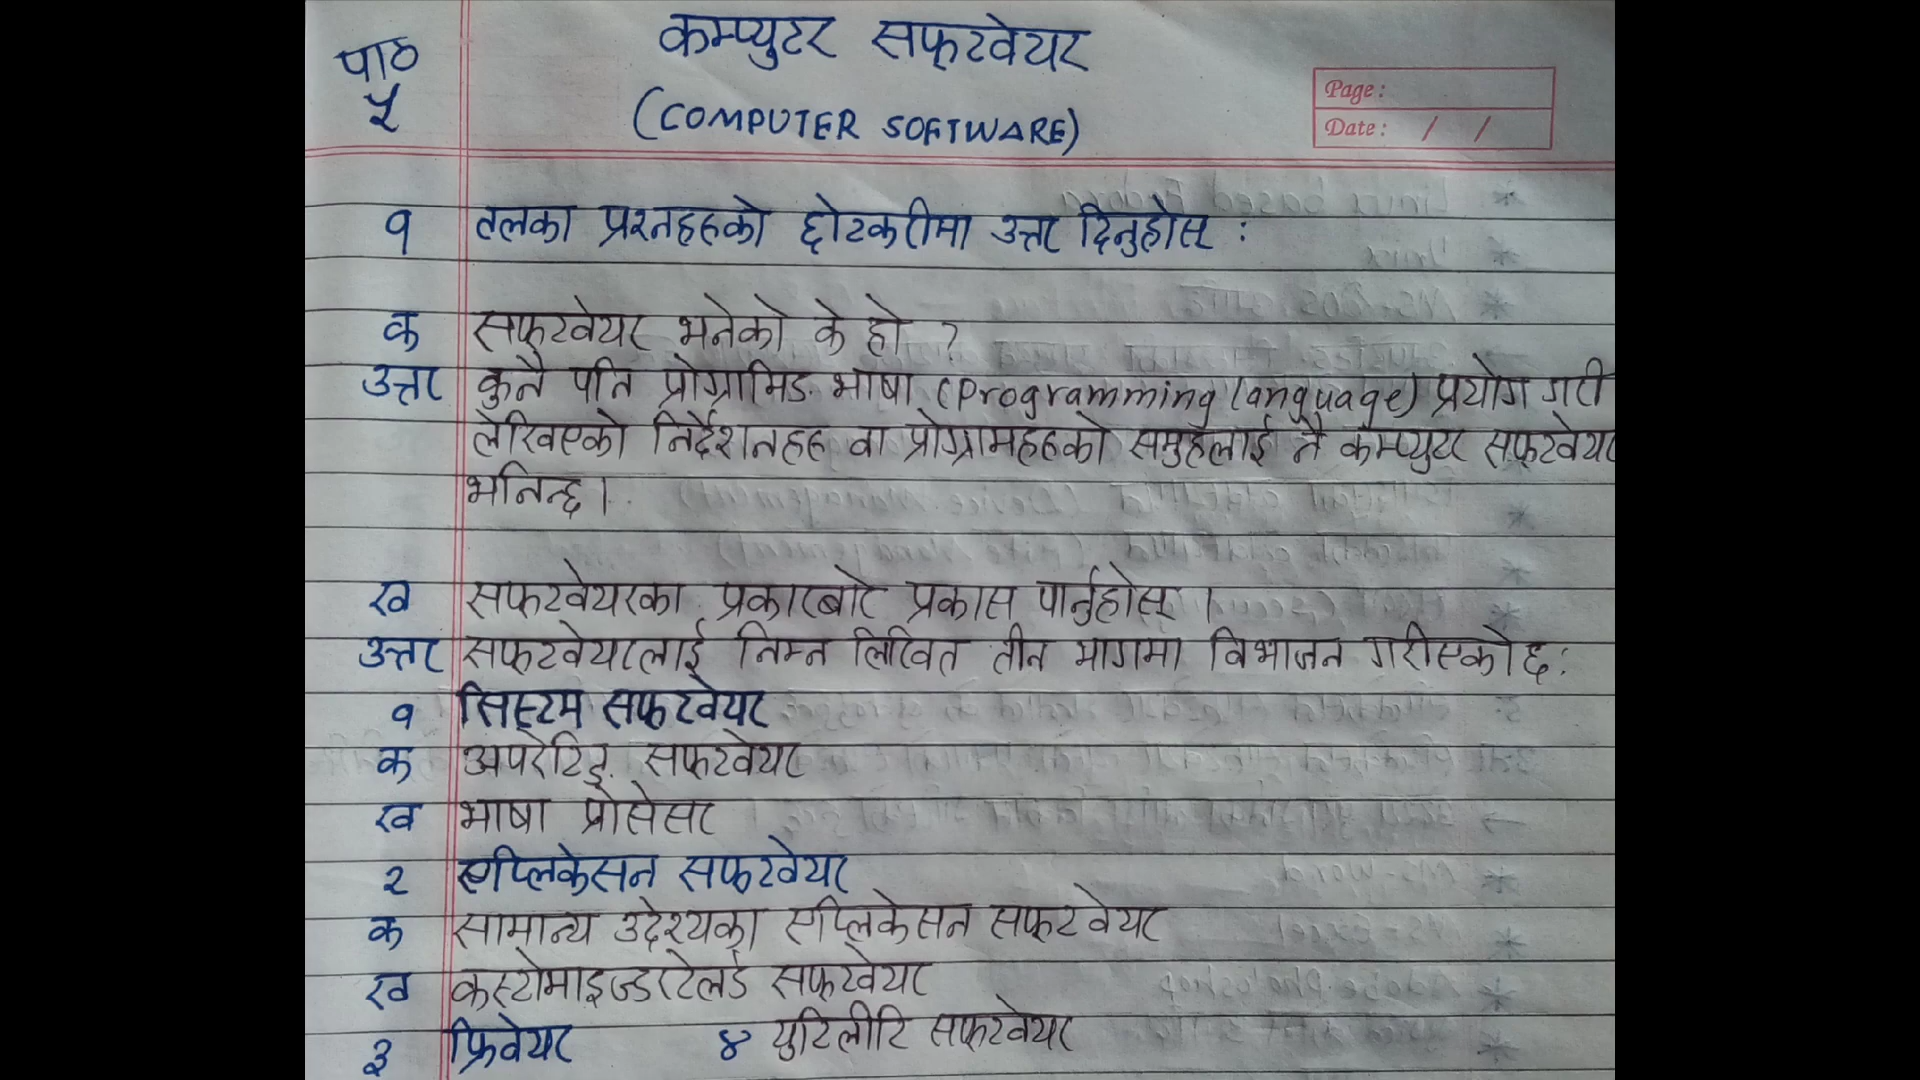 पाठ
५
कम्प्युटर सफ्टवेयर
(COMPUTER SOFTWARE)
Page:
Date: / /
१ तलका प्रश्नहरुको छोटकरीमा उत्तर दिनुहोस् :
क सफ्टवेयर भनेको के हो ?
उत्तर कुनै पनि प्रोग्रामिङ भाषा (Programming Language) प्रयोग गरी
लेखिएको निर्देशनहरु वा प्रोग्रामहरुको समुहलाई नै कम्प्युटर सफ्टवेयर
भनिन्छ।
ख सफ्टवेयरका प्रकारबारे प्रकास पार्नुहोस् ।
उत्तर सफ्टवेयरलाई निम्न लिखित तीन भागमा विभाजन गरीएको छ :
१ सिस्टम सफ्टवेयर
क अपरेटिङ सफ्टवेयर
ख भाषा प्रोसेसर
२ एप्लिकेसन सफ्टवेयर
क सामान्य उदेश्यका एप्लिकेसन सफ्टवेयर
ख कस्टोमाइज्डरटेलर्ड सफ्टवेयर
३ फ्रिवेयर ४ युटिलीटि सफ्टवेयर